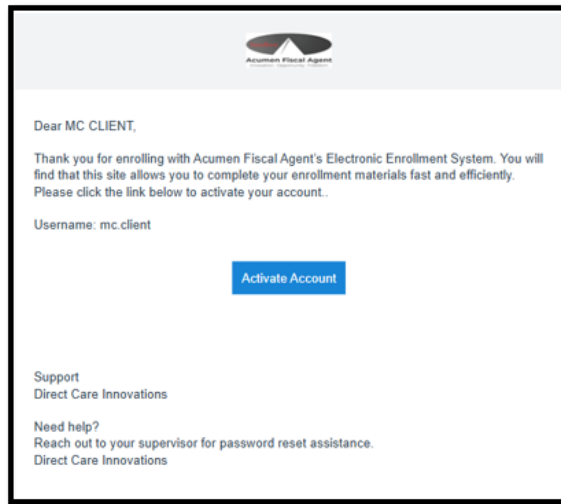 Acumen Fiscal Agent
Dear MC CLIENT,
Thank you for enrolling with Acumen Fiscal Agent's Electronic Enrollment System. You will
find that this site allows you to complete your enrollment materials fast and efficiently.
Please click the link below to activate your account..
Username: mc.client
Activate Account
Support
Direct Care Innovations
Need help?
Reach out to your supervisor for password reset assistance.
Direct Care Innovations